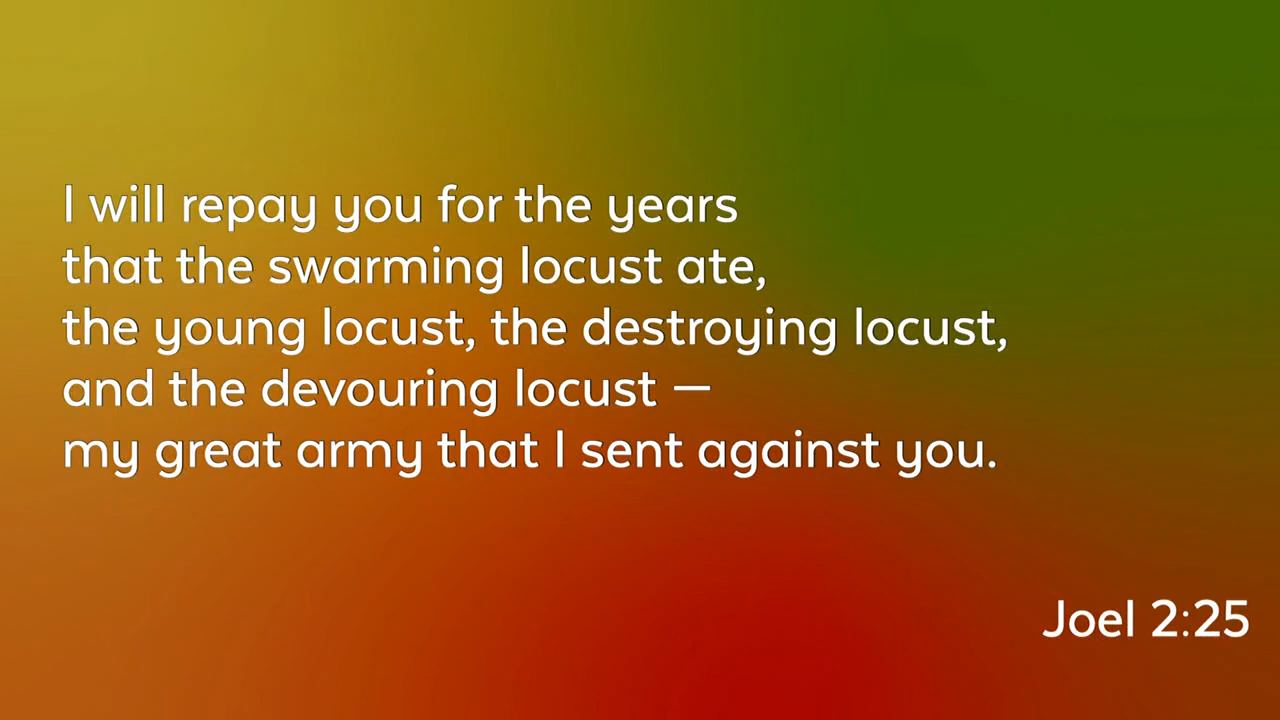 I will repay you for the years
that the swarming locust ate,
the young locust, the destroying locust,
and the devouring locust —
my great army that I sent against you.
Joel 2:25